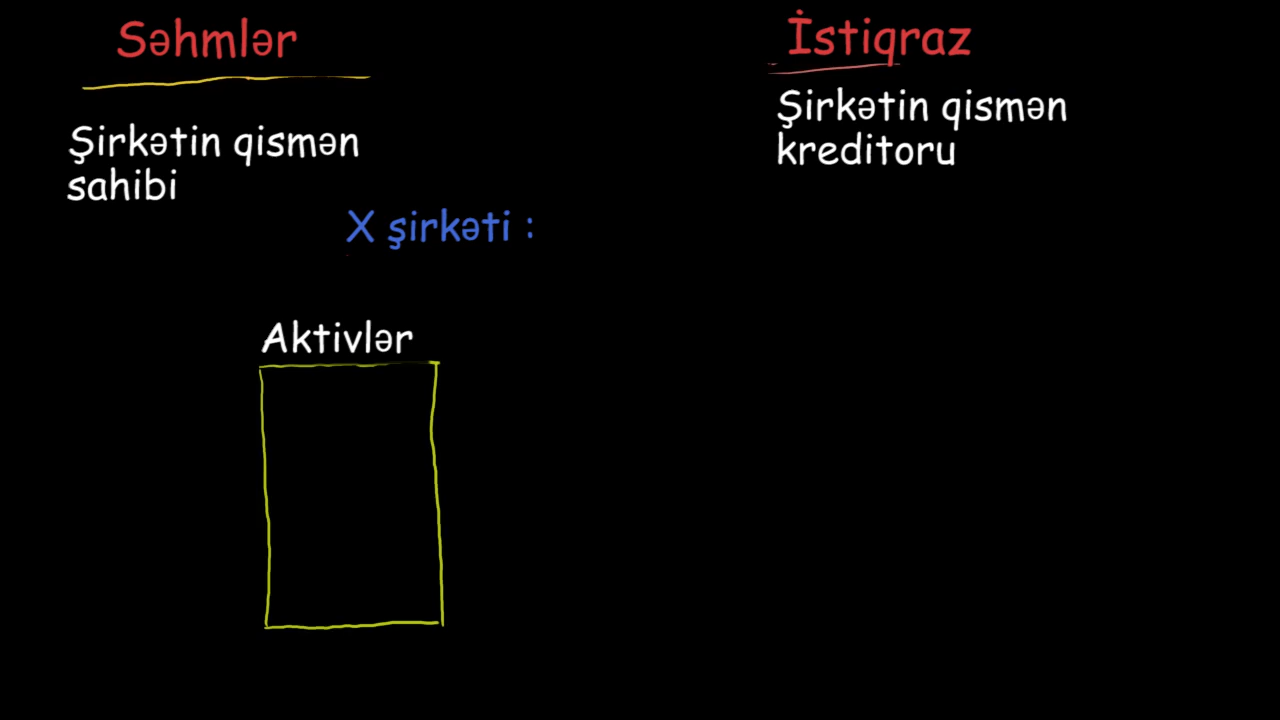 Səhmlər
Şirkətin qismən
sahibi
İstiqraz
Şirkətin qismən
kreditoru
X şirkəti :
Aktivlər